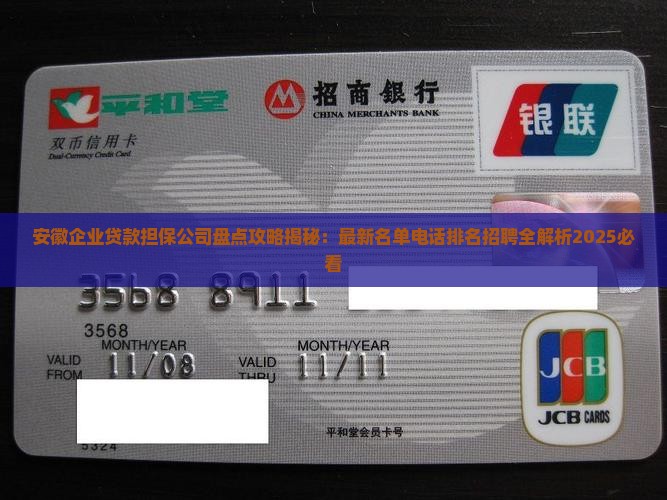 平和堂
招商银行
CHINA MERCHANTS BANK
银联
双币信用卡
Dual-Currency Credit Card
安徽企业贷款担保公司盘点攻略揭秘：最新名单电话排名招聘全解析2025必
看
3568 8911
3568
MONTH/YEAR MONTH/YEAR
VALID FROM 11/08 VALID THRU 11/11
JCB
JCB CARDS
平和堂会员卡号
5324